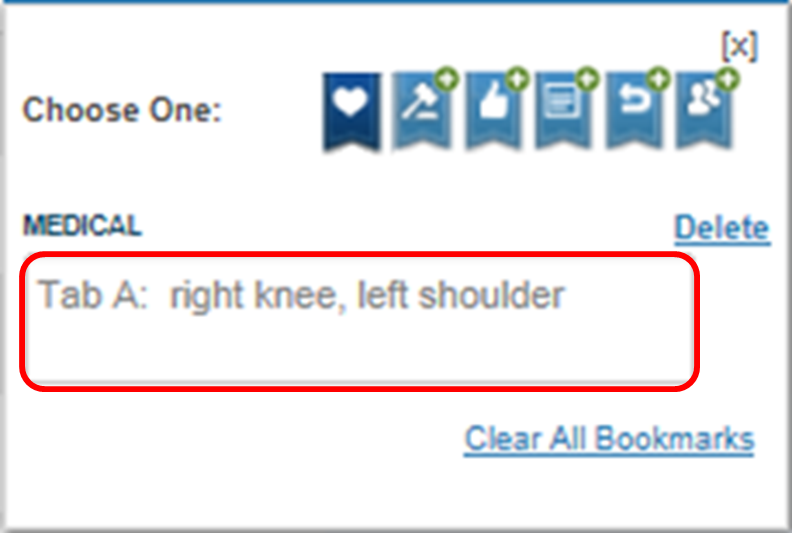 [x]
Choose One:
MEDICAL
Delete
Tab A:  right knee, left shoulder
Clear All Bookmarks